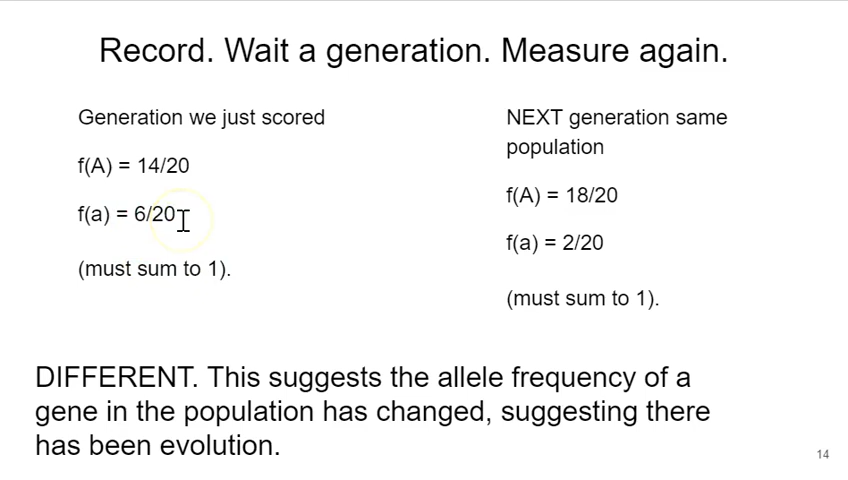 Record. Wait a generation. Measure again.
Generation we just scored
f(A) = 14/20
f(a) = 6/20
(must sum to 1).
NEXT generation same
population
f(A) = 18/20
f(a) = 2/20
(must sum to 1).
DIFFERENT. This suggests the allele frequency of a
gene in the population has changed, suggesting there
has been evolution.
14